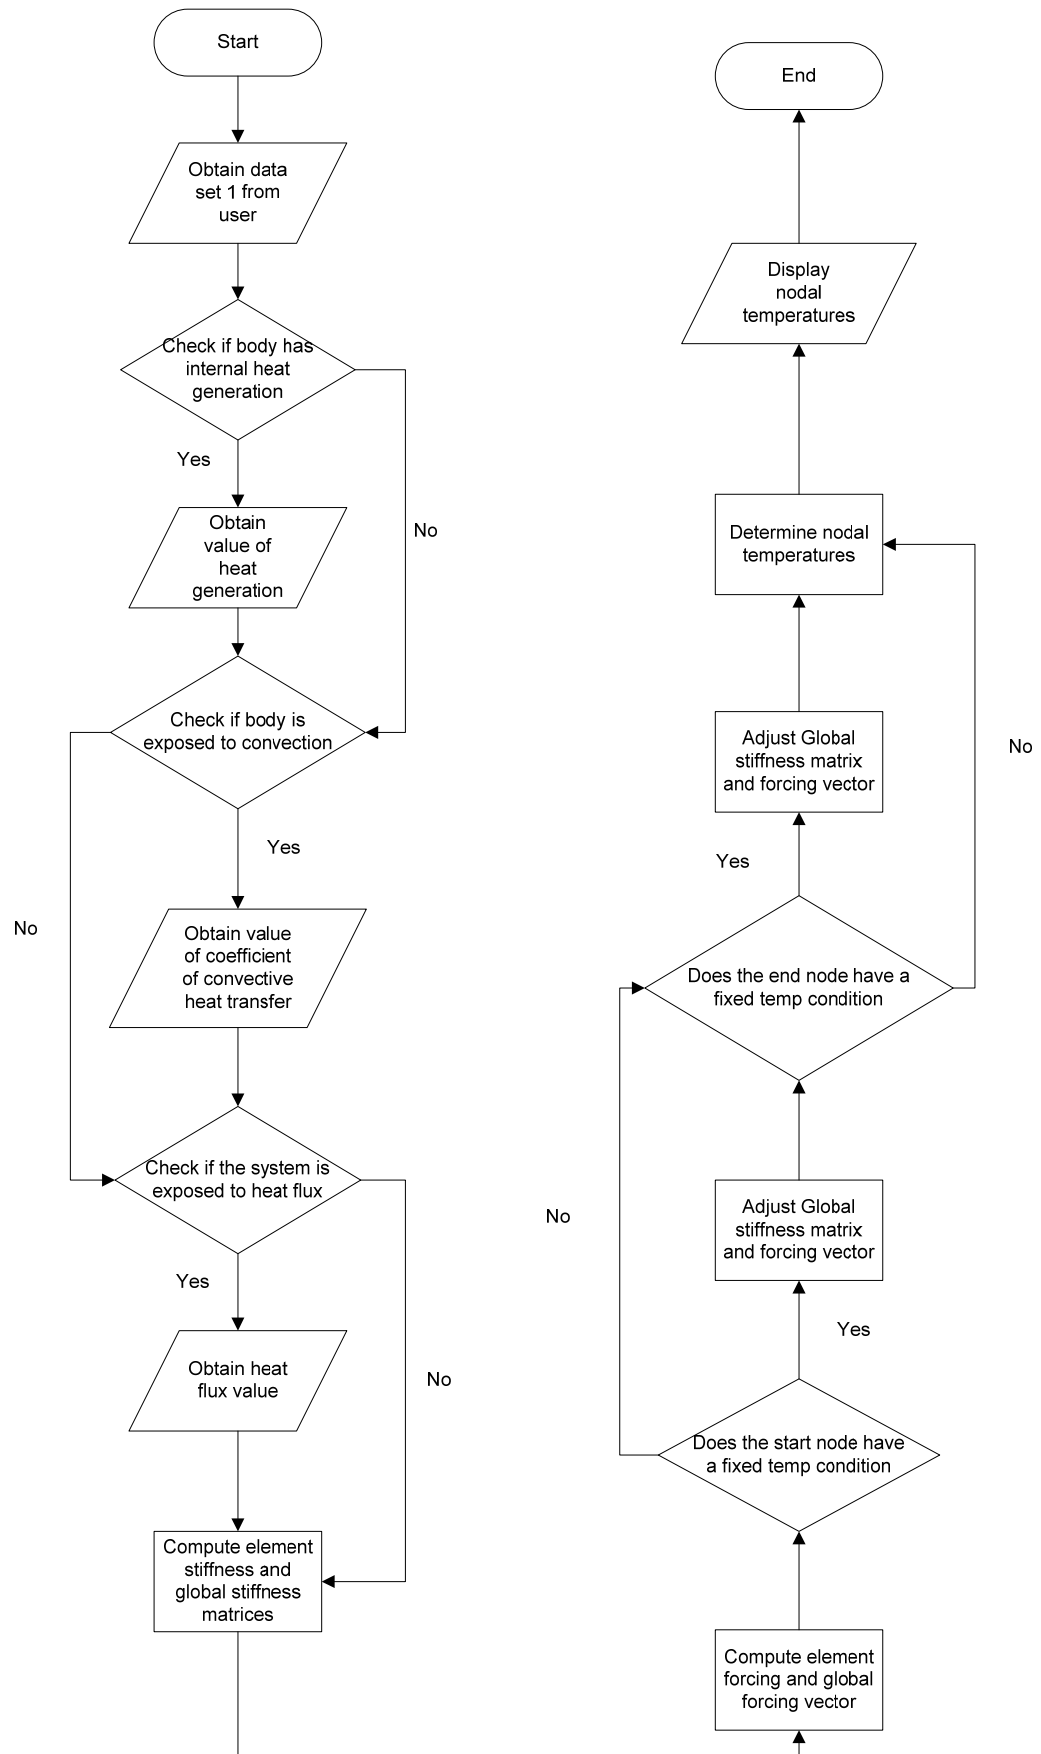 Start
Obtain data
set 1 from
user
Check if body has
internal heat
generation
Yes
No
Obtain
value of
heat
generation
Check if body is
exposed to convection
Yes
No
Obtain value
of coefficient
of convective
heat transfer
Check if the system is
exposed to heat flux
Yes
No
Obtain heat
flux value
Compute element
stiffness and
global stiffness
matrices
End
Display
nodal
temperatures
Determine nodal
temperatures
Adjust Global
stiffness matrix
and forcing vector
No
Yes
Does the end node have a
fixed temp condition
Adjust Global
stiffness matrix
and forcing vector
No
Yes
Does the start node have
a fixed temp condition
Compute element
forcing and global
forcing vector